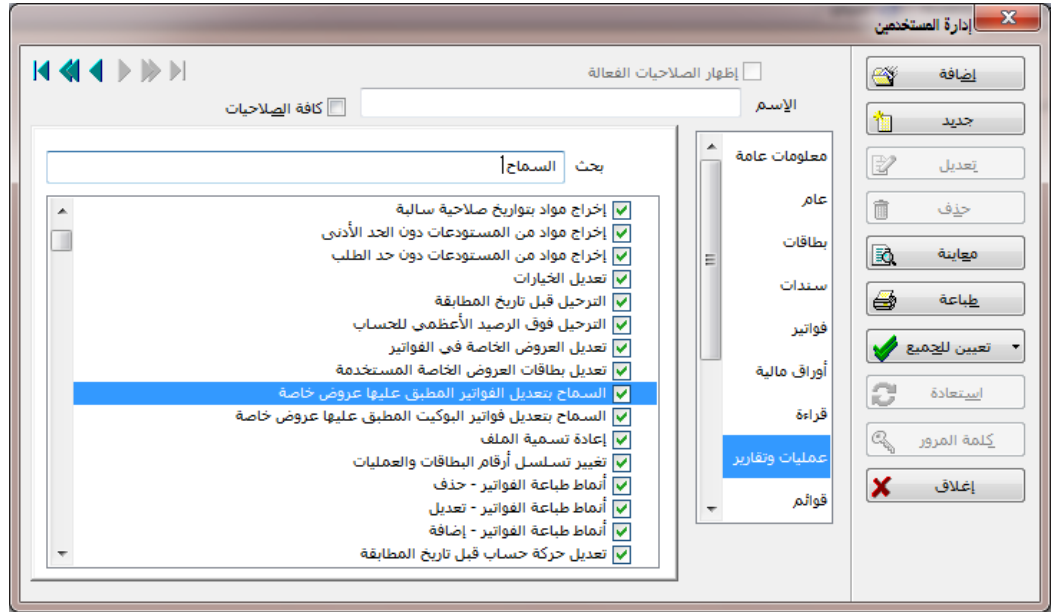 إدارة المستخدمين
إضافة
جديد
تعديل
حذف
معاينة
طباعة
تعيين للجميع
استعادة
كلمة المرور
إغلاق
إظهار الصلاحيات الفعالة
الإسم
كافة الصلاحيات
معلومات عامة
عام
بطاقات
سندات
فواتير
أوراق مالية
قراءة
عمليات وتقارير
قوائم
بحث
السماح
إخراج مواد بتواريخ صلاحية سالبة
إخراج مواد من المستودعات دون الحد الأدنى
إخراج مواد من المستودعات دون حد الطلب
تعديل الخيارات
الترحيل قبل تاريخ المطابقة
الترحيل فوق الرصيد الأعظمي للحساب
تعديل العروض الخاصة في الفواتير
تعديل بطاقات العروض الخاصة المستخدمة
السماح بتعديل الفواتير المطبق عليها عروض خاصة
السماح بتعديل فواتير البوكيت المطبق عليها عروض خاصة
إعادة تسمية الملف
تغيير تسلسل أرقام البطاقات والعمليات
أنماط طباعة الفواتير - حذف
أنماط طباعة الفواتير - تعديل
أنماط طباعة الفواتير - إضافة
تعديل حركة حساب قبل تاريخ المطابقة